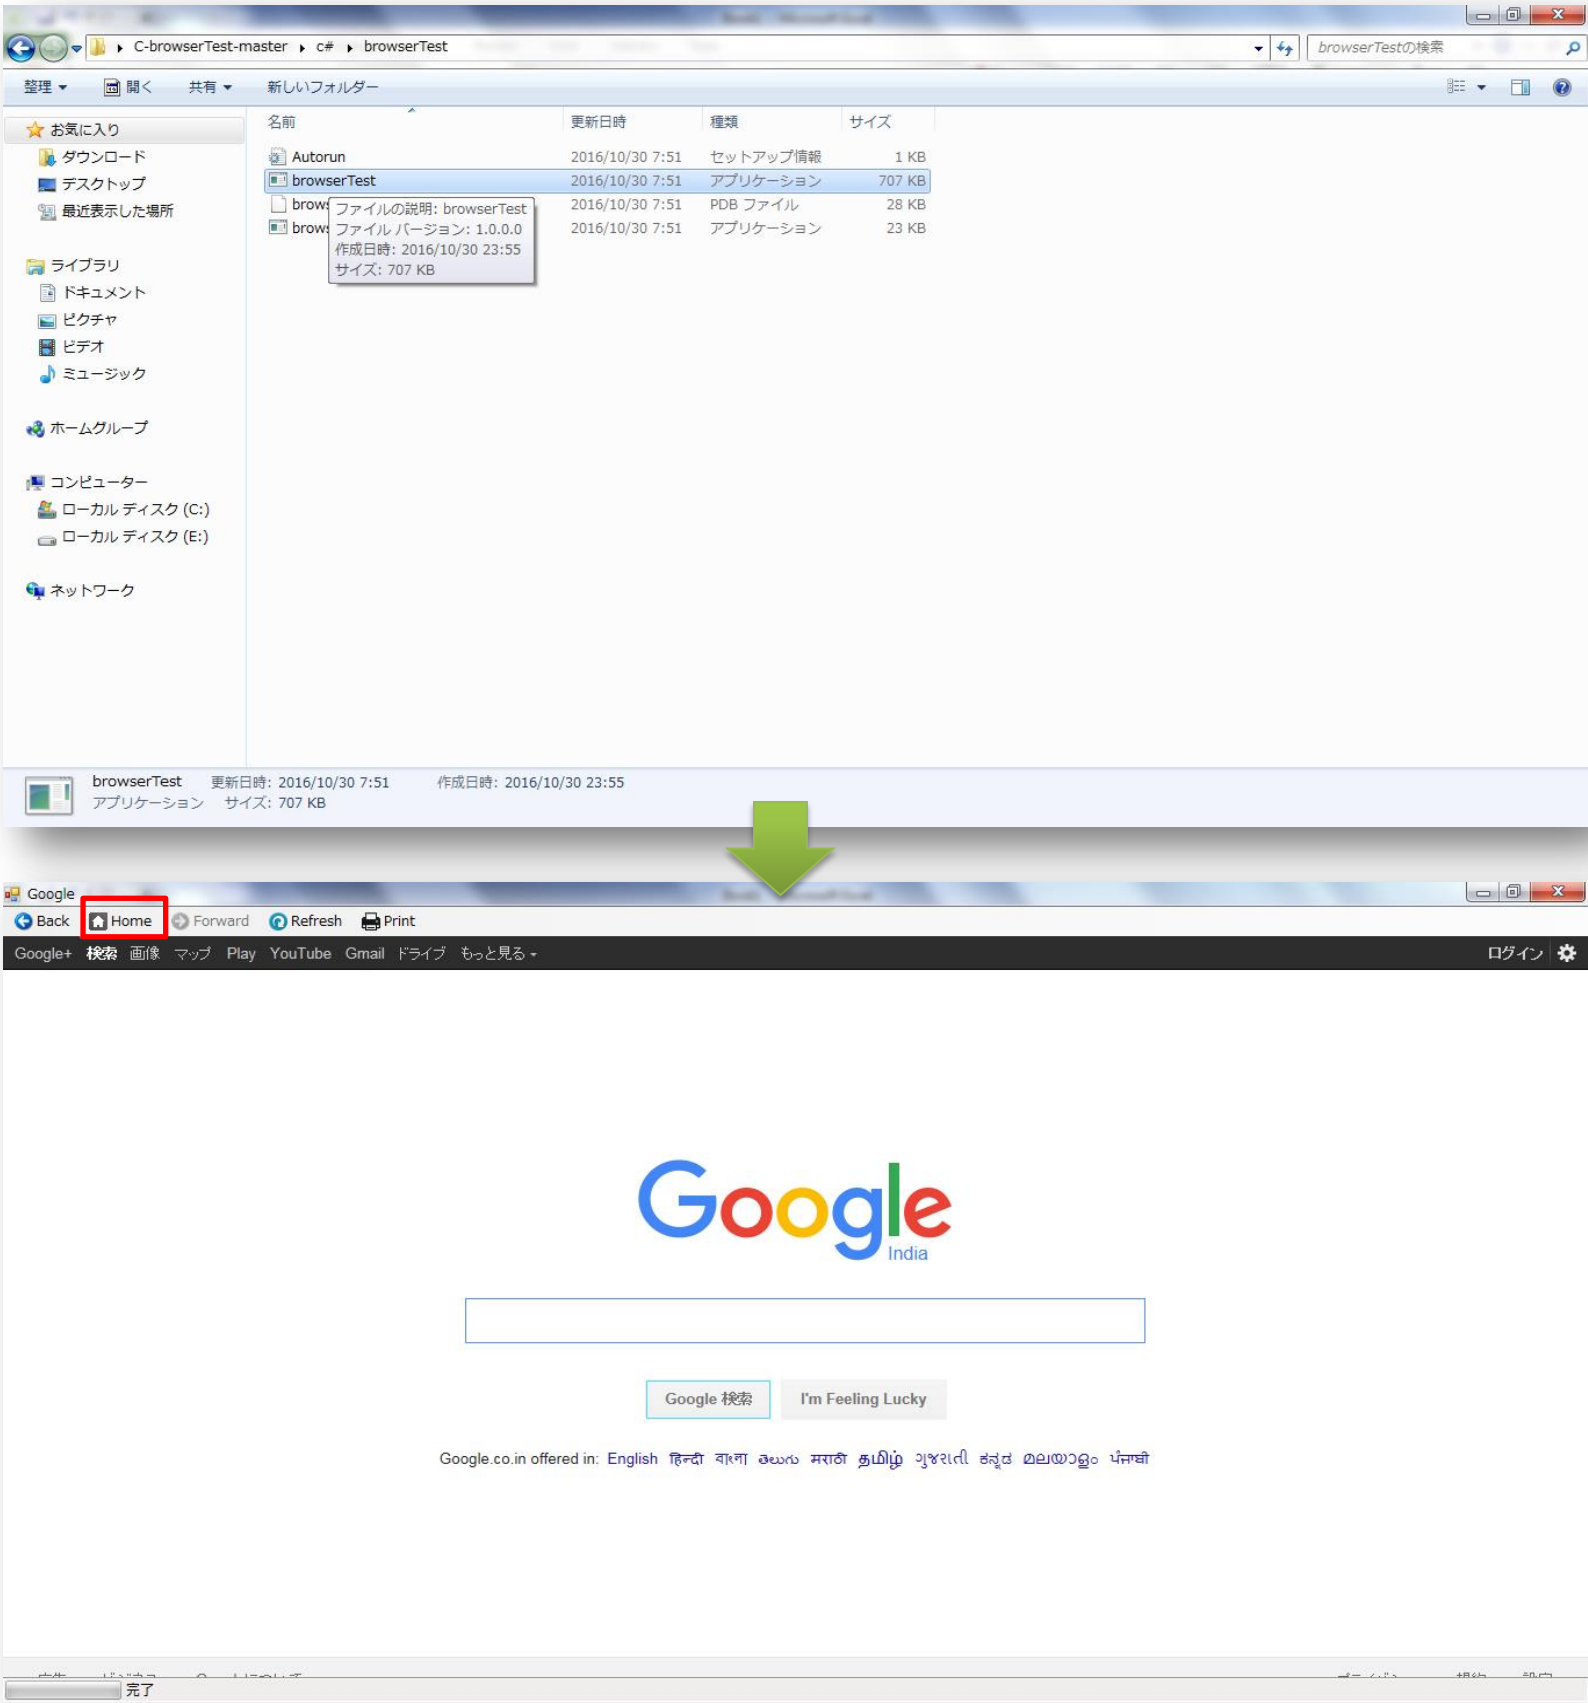 C-browserTest-master ▸ c# ▸ browserTest
browserTestの検索
整理 開く 共有 新しいフォルダー
お気に入り
ダウンロード
デスクトップ
最近表示した場所
ライブラリ
ドキュメント
ピクチャ
ビデオ
ミュージック
ホームグループ
コンピューター
ローカル ディスク (C:)
ローカル ディスク (E:)
ネットワーク
名前 更新日時 種類 サイズ
Autorun 2016/10/30 7:51 セットアップ情報 1 KB
browserTest 2016/10/30 7:51 アプリケーション 707 KB
2016/10/30 7:51 PDB ファイル 28 KB
2016/10/30 7:51 アプリケーション 23 KB
ファイルの説明: browserTest
ファイル バージョン: 1.0.0.0
作成日時: 2016/10/30 23:55
サイズ: 707 KB
browserTest 更新日時: 2016/10/30 7:51 作成日時: 2016/10/30 23:55
アプリケーション サイズ: 707 KB
Google
Back Home Forward Refresh Print
Google+ 検索 画像 マップ Play YouTube Gmail ドライブ もっと見る ログイン
Google
India
Google 検索 I'm Feeling Lucky
Google.co.in offered in: English हिन्दी বাংলা తెలుగు मराठी தமிழ் ગુજરાતી ಕನ್ನಡ മലയാളം ਪੰਜਾਬੀ
完了